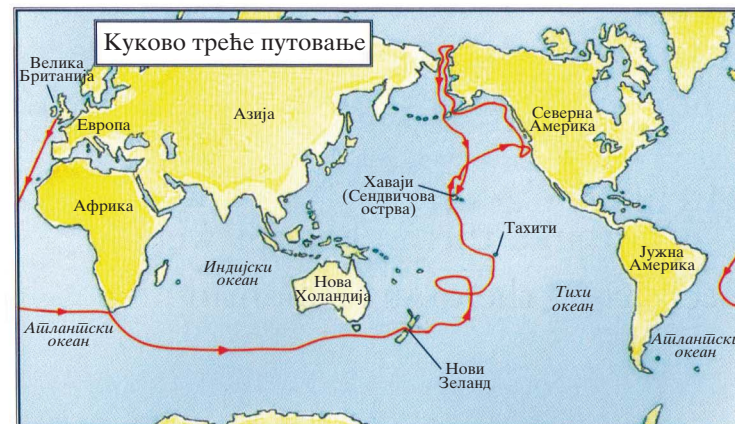 Куково треће путовање
Велика
Британија
Европа
Азија
Северна
Америка
Африка
Хаваји
(Сендвичова
острва)
Тахити
Индијски
океан
Нова
Холандија
Јужна
Америка
Тихи
океан
Атлантски
океан
Атлантски
океан
Нови
Зеланд